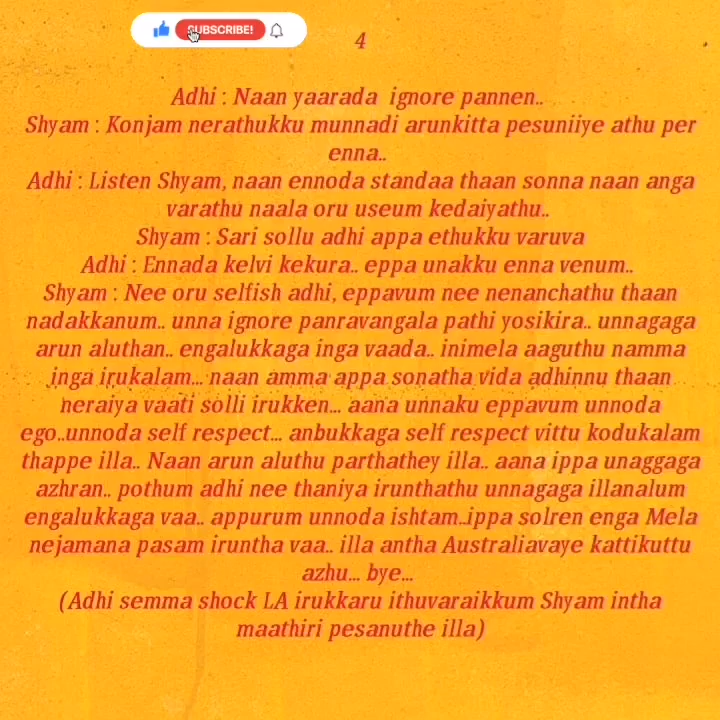 SUBSCRIBE!
4
Adhi : Naan yaarada ignore pannen..
Shyam : Konjam nerathukku munnadi arunkitta pesuniiye athu per
enna..
Adhi : Listen Shyam, naan ennoda standaa thaan sonna naan anga
varathu naala oru useum kedaiyathu..
Shyam : Sari sollu adhi appa ethukku varuva
Adhi : Ennada kelvi kekura.. eppa unakku enna venum..
Shyam : Nee oru selfish adhi, eppavum nee nenanchathu thaan
nadakkanum.. unna ignore panravangala pathi yosikira.. unnagaga
arun aluthan.. engalukkaga inga vaada.. inimela aaguthu namma
inga irukalam... naan amma appa sonatha vida adhinnu thaan
neraiya vaati solli irukken... aana unnaku eppavum unnoda
ego..unnoda self respect... anbukkaga self respect vittu kodukalam
thappe illa.. Naan arun aluthu parthathey illa.. aana ippa unaggaga
azhran.. pothum adhi nee thaniya irunthathu unnagaga illanalum
engalukkaga vaa.. appurum unnoda ishtam..ippa solren enga Mela
nejamana pasam iruntha vaa.. illa antha Australiavaye kattikuttu
azhu... bye...
(Adhi semma shock LA irukkaru ithuvaraikkum Shyam intha
maathiri pesanuthe illa)